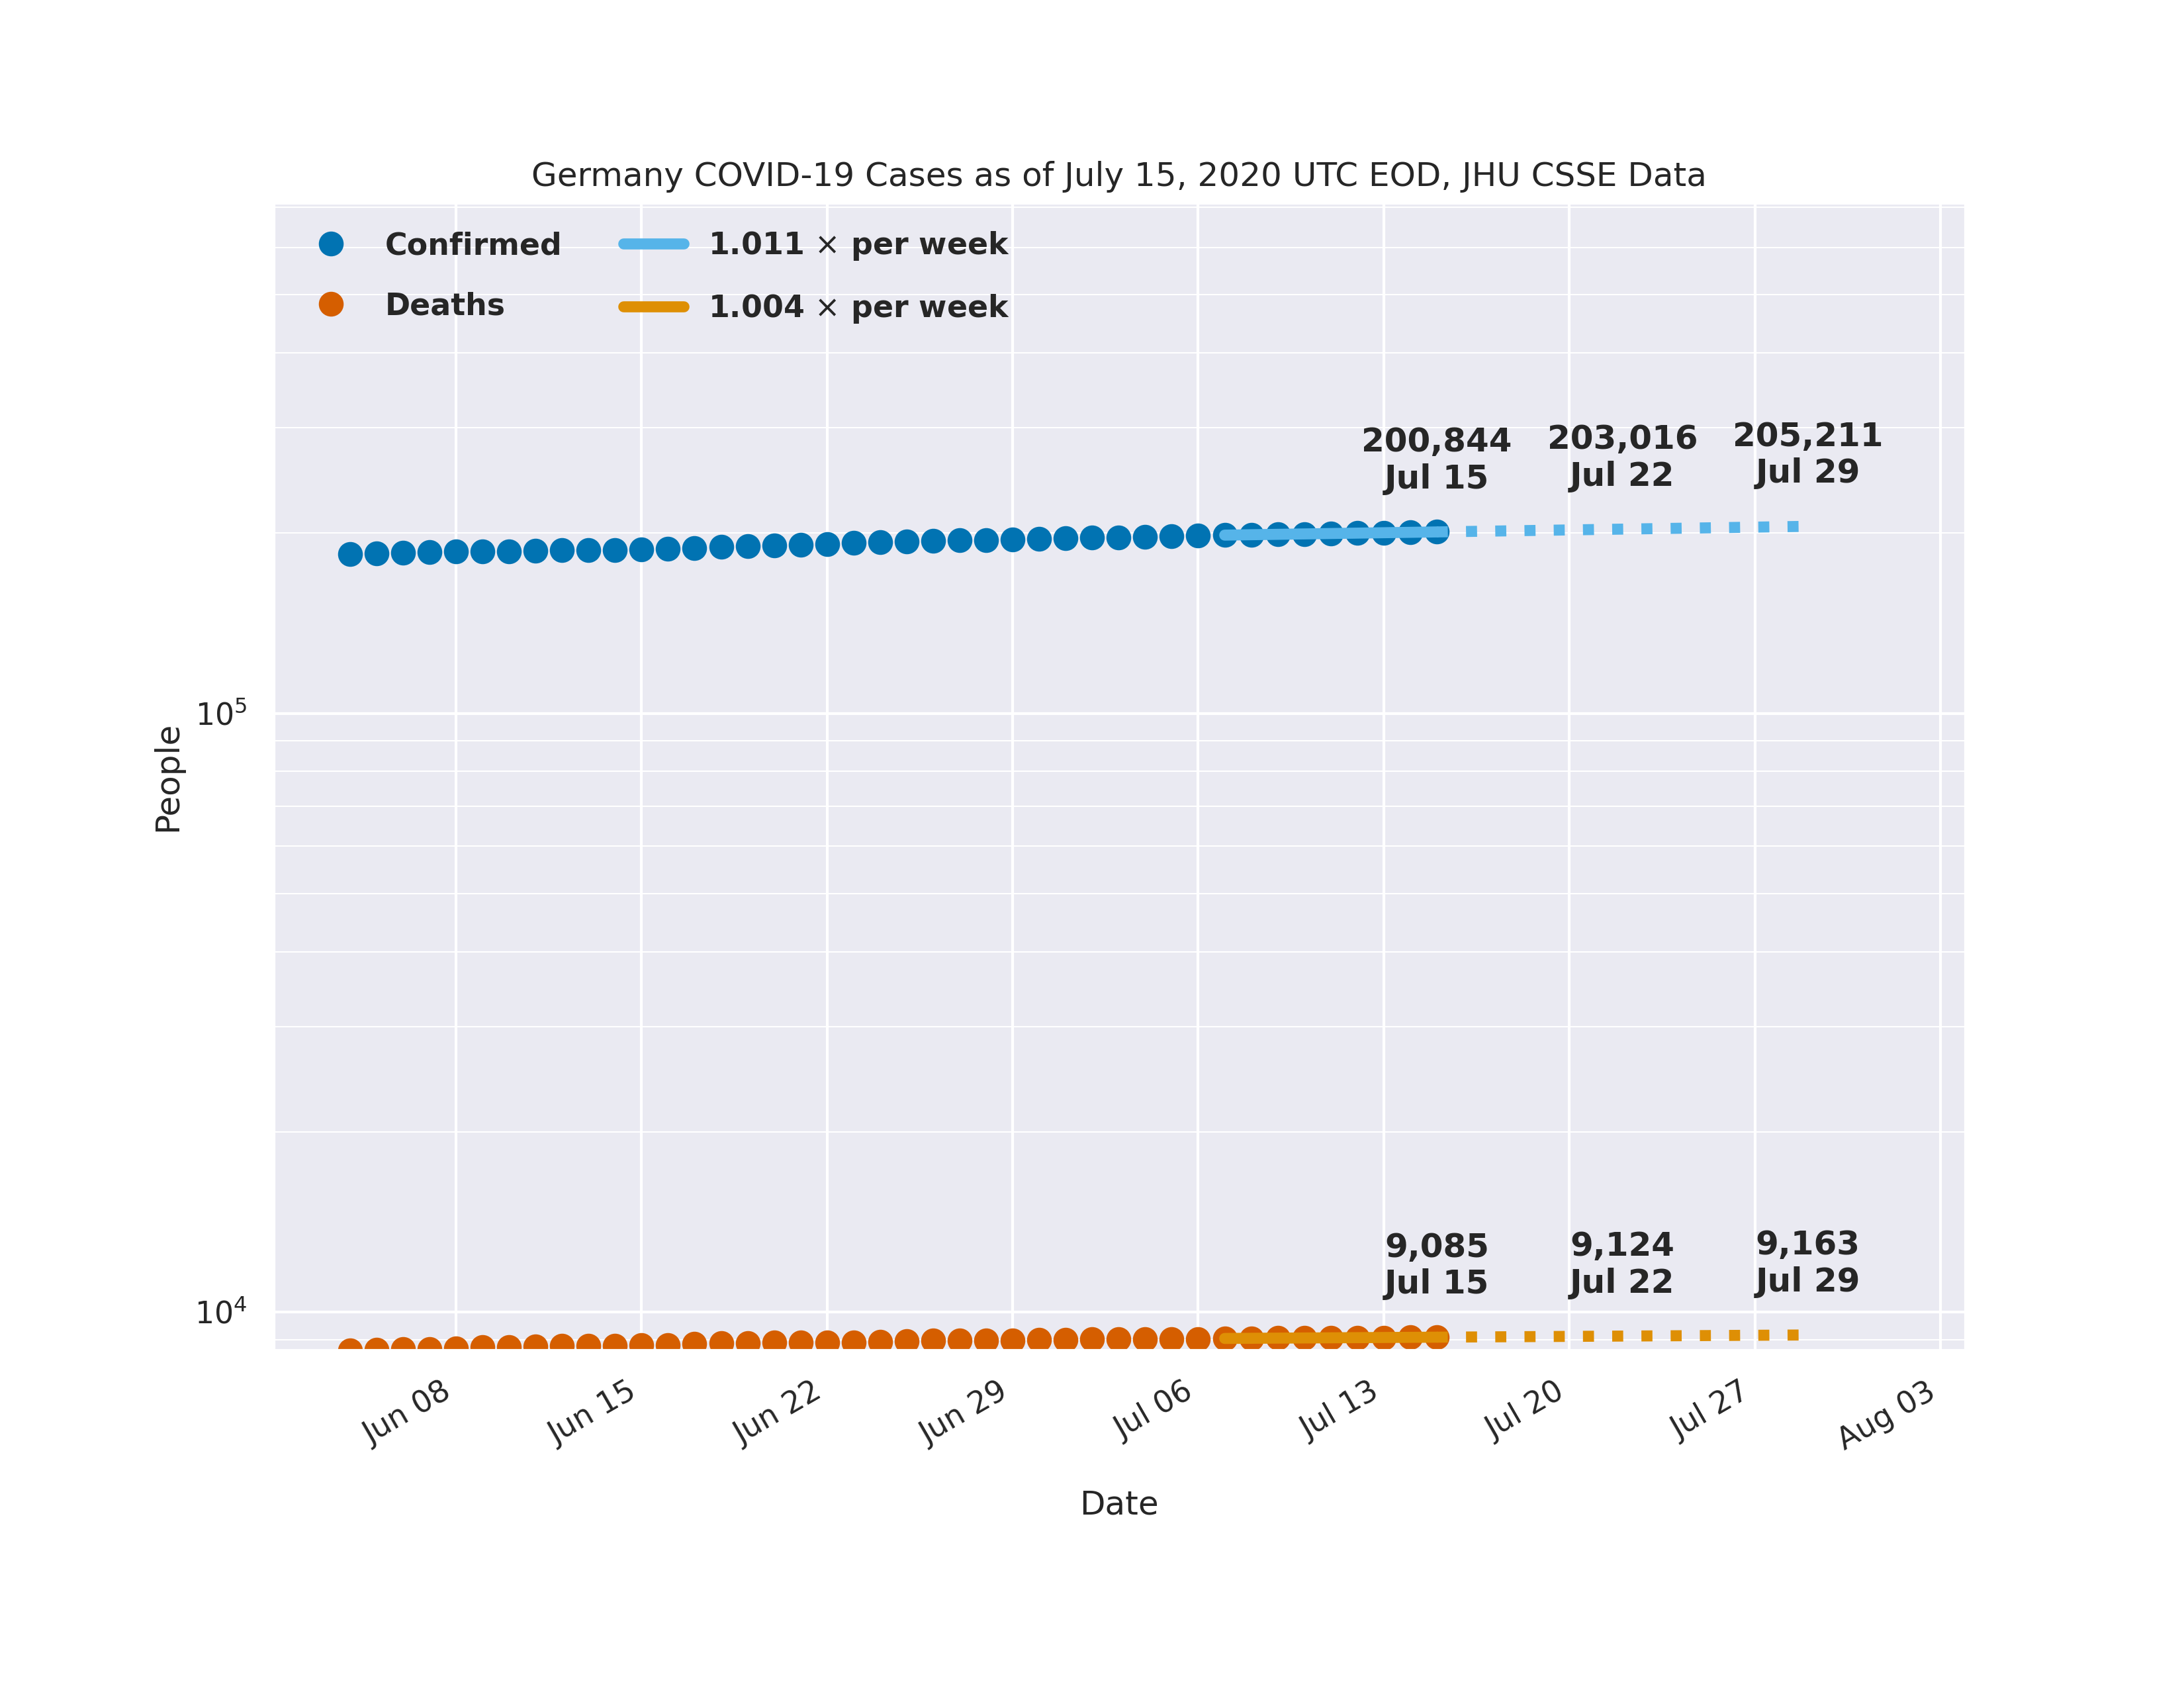 Germany COVID-19 Cases as of July 15, 2020 UTC EOD, JHU CSSE Data
Confirmed
Deaths
1.011 × per week
1.004 × per week
200,844
Jul 15
203,016
Jul 22
205,211
Jul 29
10⁵
People
9,085
Jul 15
9,124
Jul 22
9,163
Jul 29
10⁴
Jun 08
Jun 15
Jun 22
Jun 29
Jul 06
Jul 13
Jul 20
Jul 27
Aug 03
Date